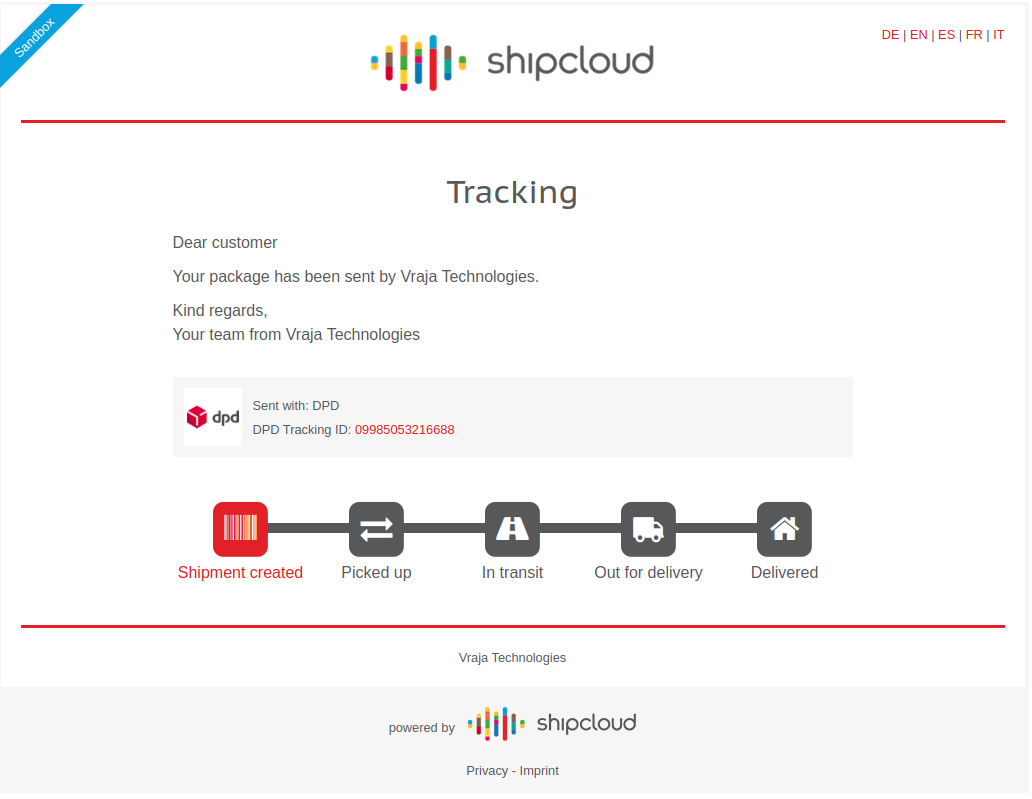 Sandbox
shipcloud
DE | EN | ES | FR | IT
Tracking
Dear customer
Your package has been sent by Vraja Technologies.
Kind regards,
Your team from Vraja Technologies
dpd
Sent with: DPD
DPD Tracking ID: 09985053216688
Shipment created
Picked up
In transit
Out for delivery
Delivered
Vraja Technologies
powered by shipcloud
Privacy - Imprint